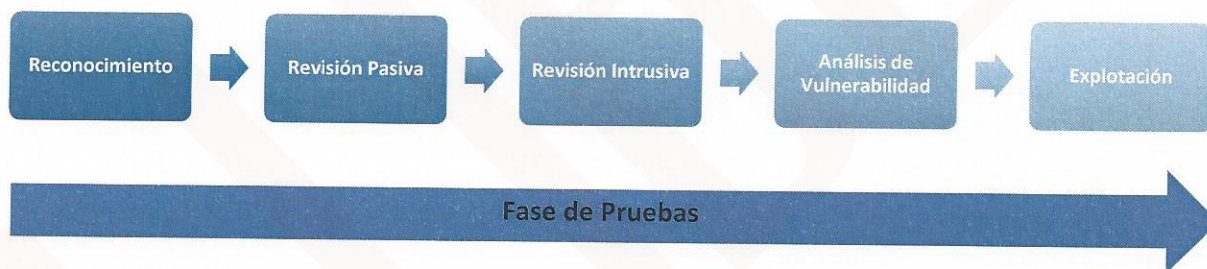 Reconocimiento
Revisión Pasiva
Revisión Intrusiva
Análisis de
Vulnerabilidad
Explotación
Fase de Pruebas